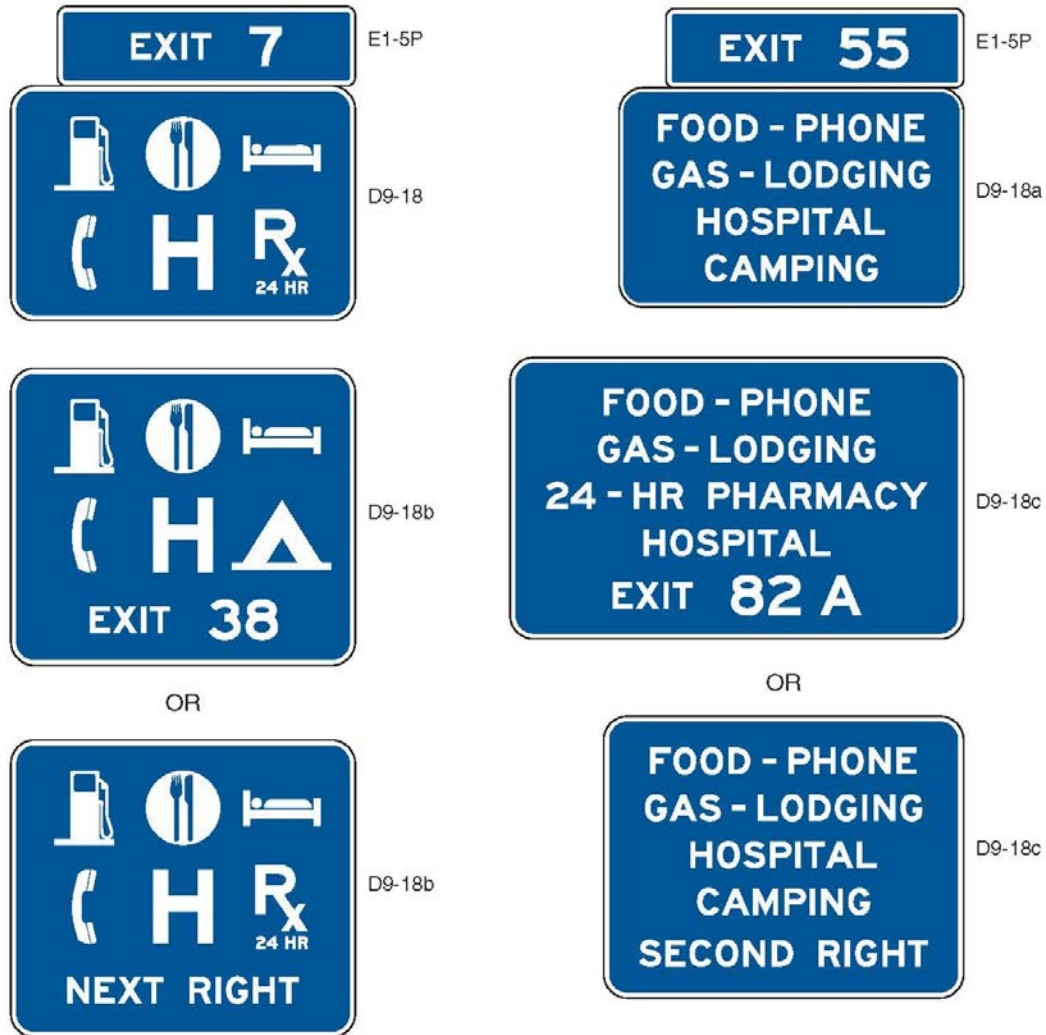 EXIT 7
E1-5P
H Rx
24 HR
D9-18
H
EXIT 38
D9-18b
OR
H Rx
24 HR
NEXT RIGHT
D9-18b
EXIT 55
E1-5P
FOOD - PHONE
GAS - LODGING
HOSPITAL
CAMPING
D9-18a
FOOD - PHONE
GAS - LODGING
24 - HR PHARMACY
HOSPITAL
EXIT 82 A
D9-18c
OR
FOOD - PHONE
GAS - LODGING
HOSPITAL
CAMPING
SECOND RIGHT
D9-18c